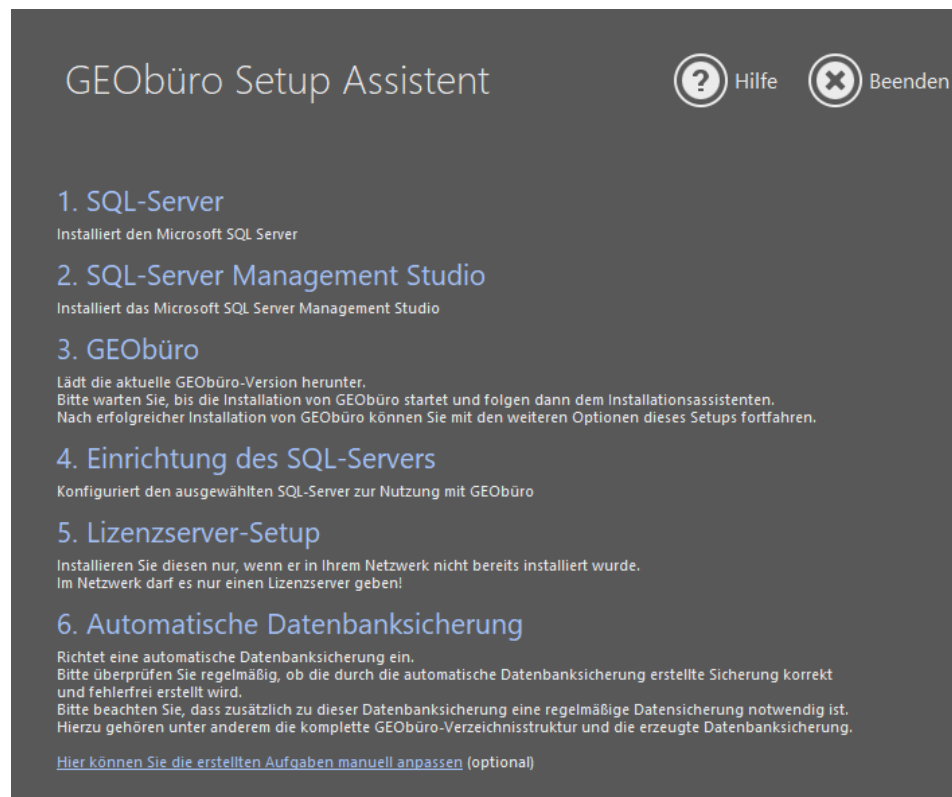 GEObüro Setup Assistent
? Hilfe
Beenden
1. SQL-Server
Installiert den Microsoft SQL Server
2. SQL-Server Management Studio
Installiert das Microsoft SQL Server Management Studio
3. GEObüro
Lädt die aktuelle GEObüro-Version herunter.
Bitte warten Sie, bis die Installation von GEObüro startet und folgen dann dem Installationsassistenten.
Nach erfolgreicher Installation von GEObüro können Sie mit den weiteren Optionen dieses Setups fortfahren.
4. Einrichtung des SQL-Servers
Konfiguriert den ausgewählten SQL-Server zur Nutzung mit GEObüro
5. Lizenzserver-Setup
Installieren Sie diesen nur, wenn er in Ihrem Netzwerk nicht bereits installiert wurde.
Im Netzwerk darf es nur einen Lizenzserver geben!
6. Automatische Datenbanksicherung
Richtet eine automatische Datenbanksicherung ein.
Bitte überprüfen Sie regelmäßig, ob die durch die automatische Datenbanksicherung erstellte Sicherung korrekt
und fehlerfrei erstellt wird.
Bitte beachten Sie, dass zusätzlich zu dieser Datenbanksicherung eine regelmäßige Datensicherung notwendig ist.
Hierzu gehören unter anderem die komplette GEObüro-Verzeichnisstruktur und die erzeugte Datenbanksicherung.
Hier können Sie die erstellten Aufgaben manuell anpassen (optional)